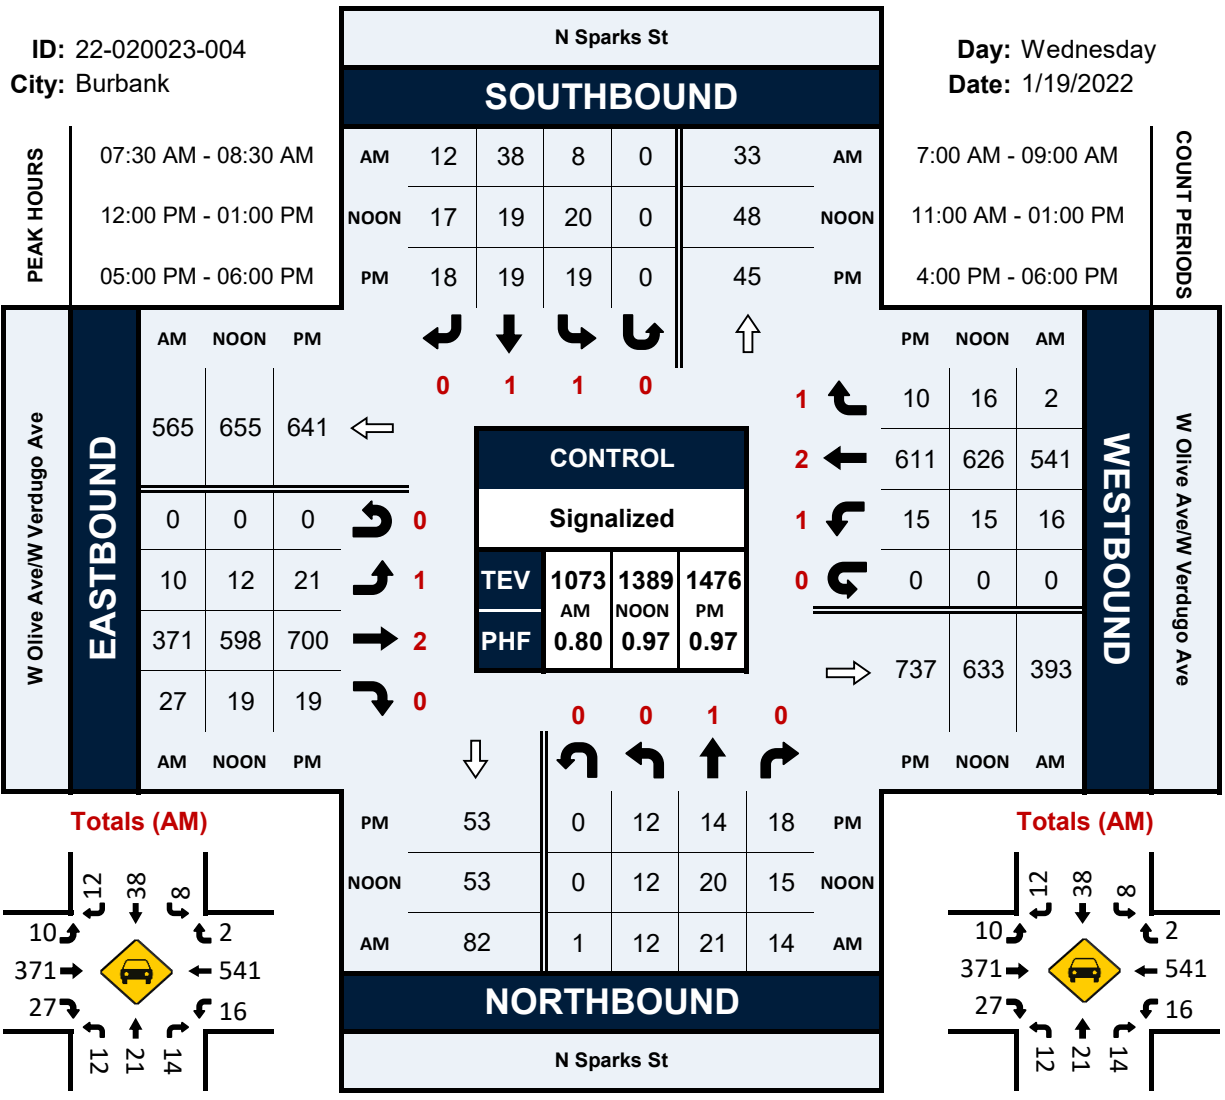 N Sparks St
ID: 22-020023-004
Day: Wednesday
City: Burbank
SOUTHBOUND
Date: 1/19/2022
PEAK HOURS
07:30 AM - 08:30 AM
AM 12 38 8 0 33 AM
7:00 AM - 09:00 AM
COUNT PERIODS
12:00 PM - 01:00 PM
NOON 17 19 20 0 48 NOON
11:00 AM - 01:00 PM
05:00 PM - 06:00 PM
PM 18 19 19 0 45 PM
4:00 PM - 06:00 PM
W Olive Ave/W Verdugo Ave
EASTBOUND
AM NOON PM
PM NOON AM
0 1 1 0
1 10 16 2
565 655 641
CONTROL
2 611 626 541
WESTBOUND
W Olive Ave/W Verdugo Ave
0 0 0 0
Signalized
1 15 15 16
10 12 21 1
TEV 1073 1389 1476
0 0 0 0
AM NOON PM
371 598 700 2
PHF 0.80 0.97 0.97
737 633 393
27 19 19 0
0 0 1 0
AM NOON PM
PM NOON AM
Totals (AM)
PM 53 0 12 14 18 PM
Totals (AM)
NOON 53 0 12 20 15 NOON
AM 82 1 12 21 14 AM
12 38 8
10 2
371 541
27 16
12 21 14
12 38 8
10 2
371 541
27 16
12 21 14
NORTHBOUND
N Sparks St